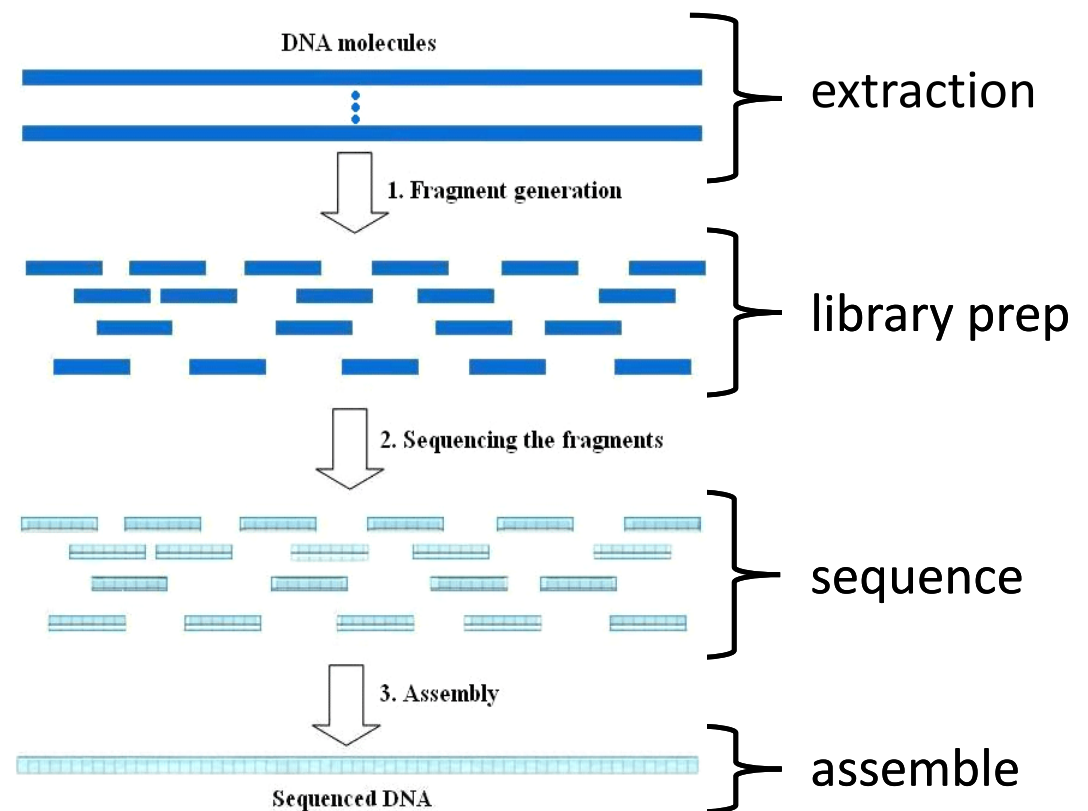 DNA molecules
extraction
1. Fragment generation
library prep
2. Sequencing the fragments
sequence
3. Assembly
assemble
Sequenced DNA